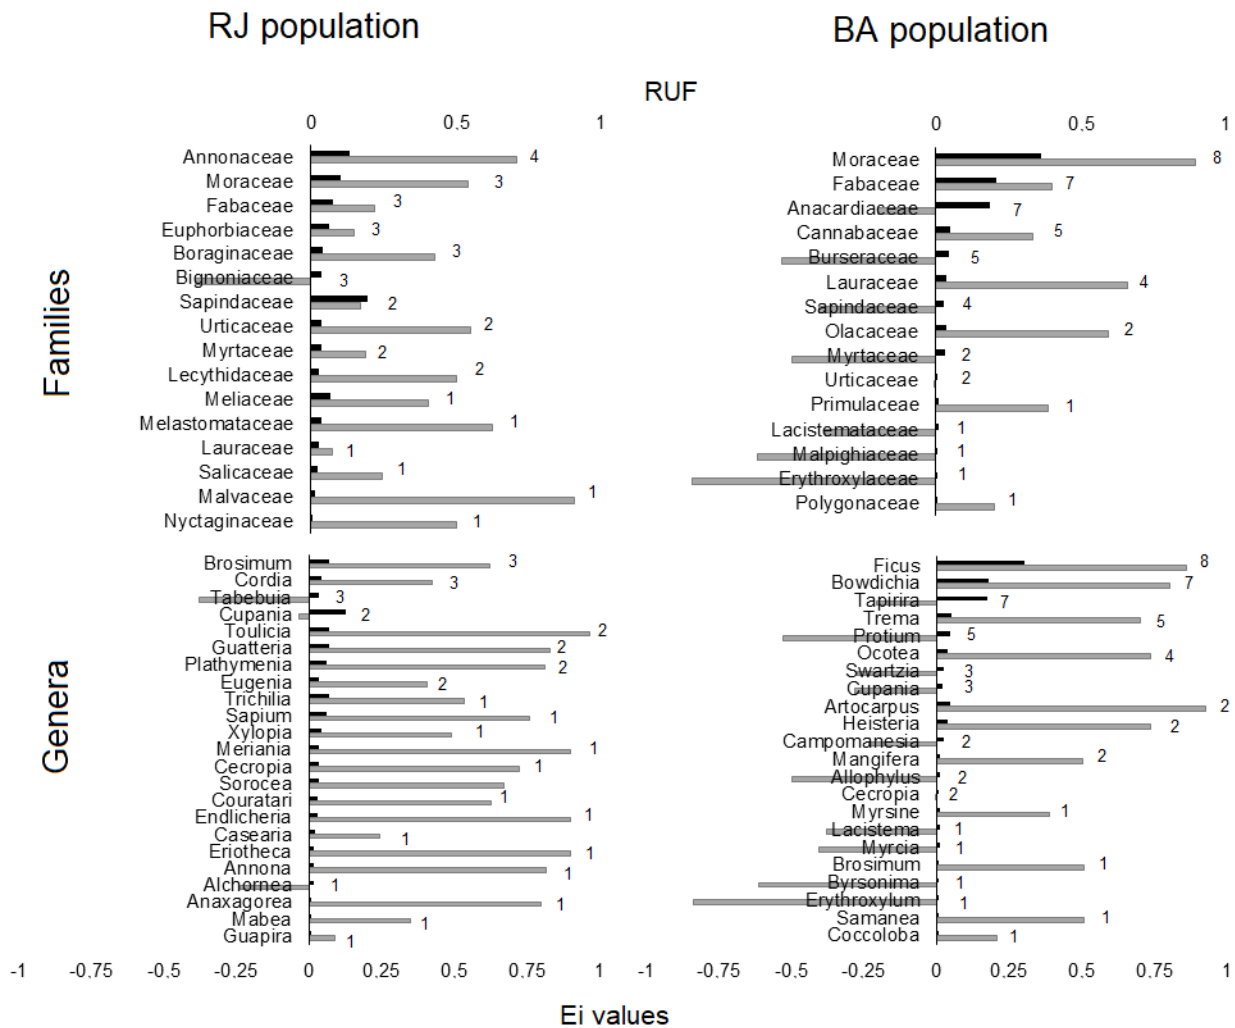 RJ population
BA population
RUF
0 0.5 1
0 0.5 1
Families
Annonaceae 4
Moraceae 3
Fabaceae 3
Euphorbiaceae 3
Boraginaceae 3
Bignoniaceae 3
Sapindaceae 2
Urticaceae 2
Myrtaceae 2
Lecythidaceae 2
Meliaceae 1
Melastomataceae 1
Lauraceae 1
Salicaceae 1
Malvaceae 1
Nyctaginaceae 1
Moraceae 8
Fabaceae 7
Anacardiaceae 7
Cannabaceae 5
Burseraceae 5
Lauraceae 4
Sapindaceae 4
Olacaceae 2
Myrtaceae 2
Urticaceae 2
Primulaceae 1
Lacistemataceae 1
Malpighiaceae 1
Erythroxylaceae 1
Polygonaceae 1
Genera
Brosimum 3
Cordia 3
Tabebuia 3
Cupania 2
Toulicia 2
Guatteria 2
Plathymenia 2
Eugenia 2
Trichilia 1
Sapium 1
Xylopia 1
Meriania 1
Cecropia 1
Sorocea
Couratari 1
Endlicheria 1
Casearia 1
Eriotheca 1
Annona 1
Alchornea 1
Anaxagorea 1
Mabea 1
Guapira 1
Ficus 8
Bowdichia 7
Tapirira 7
Trema 5
Protium 5
Ocotea 4
Swartzia 3
Cupania 3
Artocarpus 2
Heisteria 2
Campomanesia 2
Mangifera 2
Allophylus 2
Cecropia 2
Myrsine 1
Lacistema 1
Myrcia 1
Brosimum 1
Byrsonima 1
Erythroxylum 1
Samanea 1
Coccoloba 1
-1 -0.75 -0.5 -0.25 0 0.25 0.5 0.75 1
-1 -0.75 -0.5 -0.25 0 0.25 0.5 0.75 1
Ei values